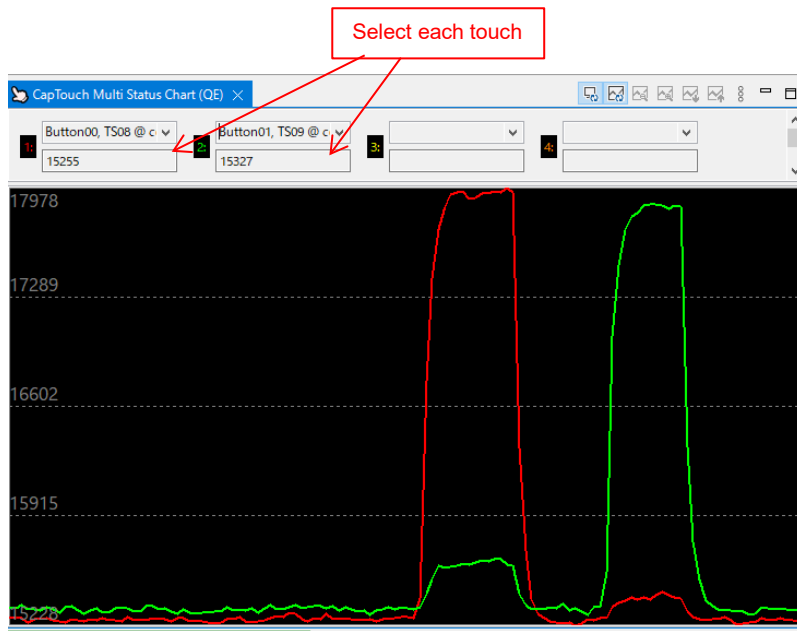 Select each touch
CapTouch Multi Status Chart (QE)
1: Button00, TS08 @ c 2: Button01, TS09 @ c 3: 4:
15255 15327
17978
17289
16602
15915
15228